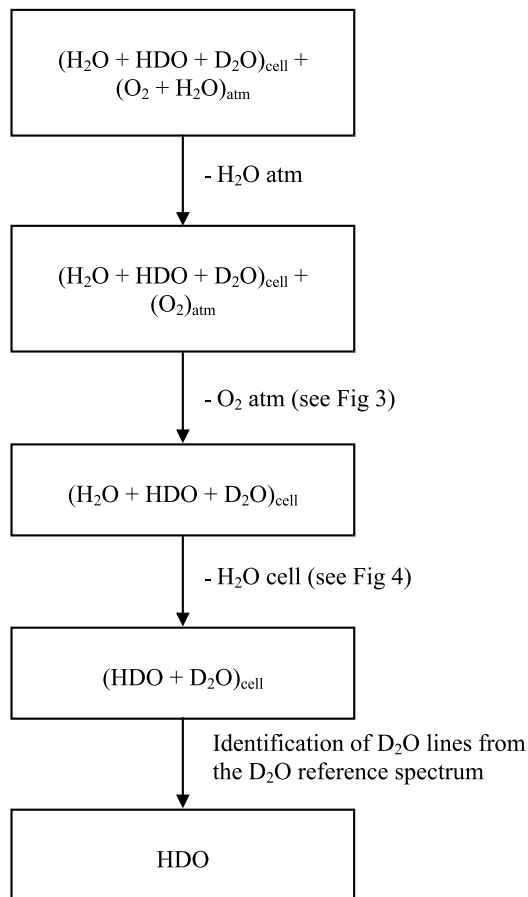 (H₂O + HDO + D₂O)cell +
(O₂ + H₂O)atm
- H₂O atm
(H₂O + HDO + D₂O)cell +
(O₂)atm
- O₂ atm (see Fig 3)
(H₂O + HDO + D₂O)cell
- H₂O cell (see Fig 4)
(HDO + D₂O)cell
Identification of D₂O lines from
the D₂O reference spectrum
HDO